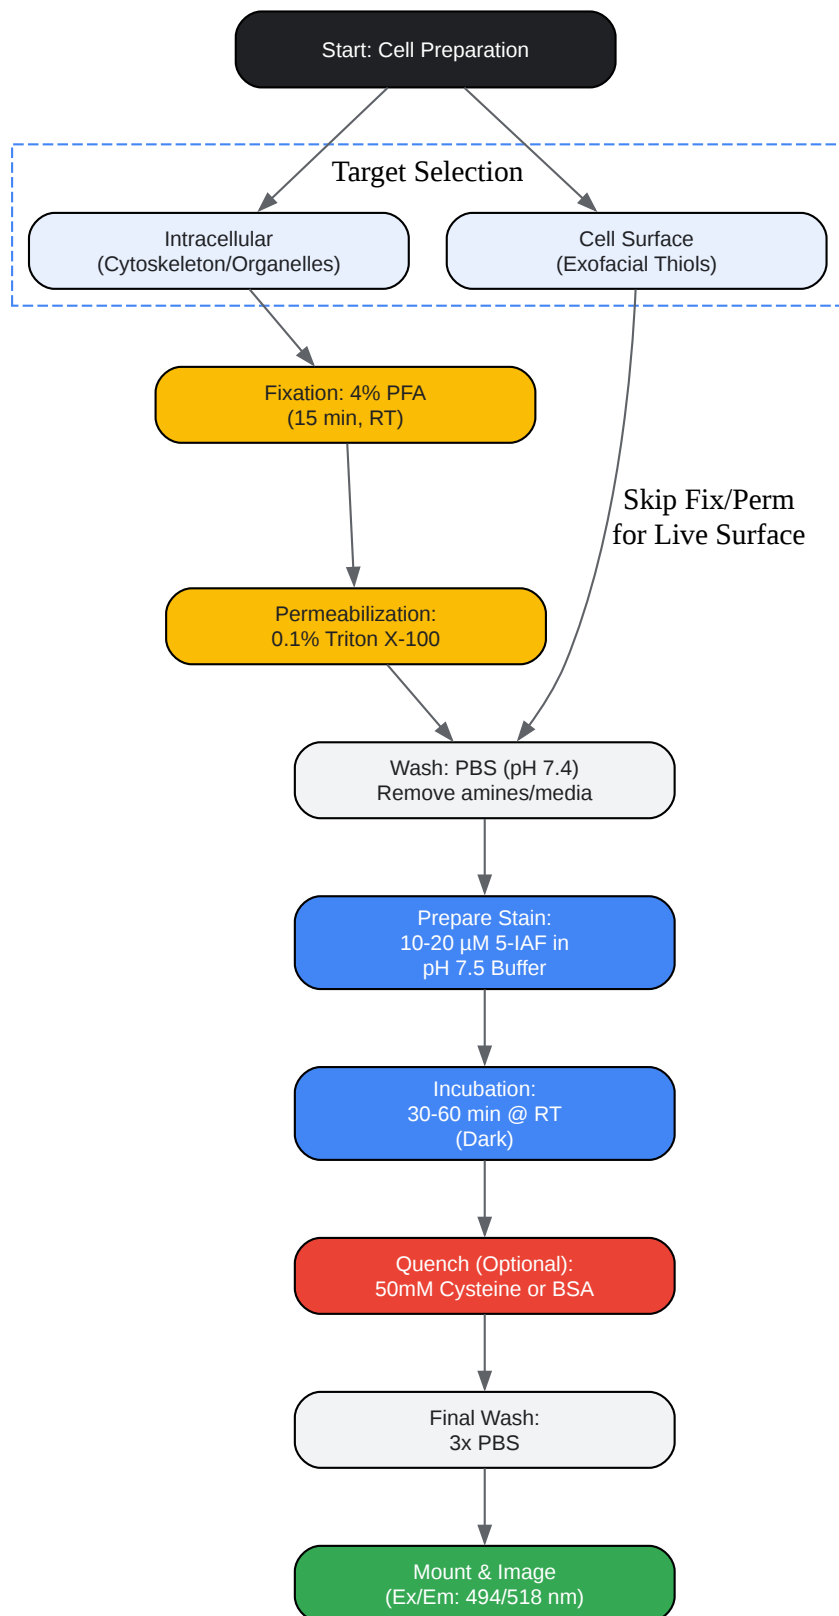 Start: Cell Preparation
Target Selection
Intracellular
(Cytoskeleton/Organelles)
Cell Surface
(Exofacial Thiols)
Fixation: 4% PFA
(15 min, RT)
Skip Fix/Perm
for Live Surface
Permeabilization:
0.1% Triton X-100
Wash: PBS (pH 7.4)
Remove amines/media
Prepare Stain:
10-20 µM 5-IAF in
pH 7.5 Buffer
Incubation:
30-60 min @ RT
(Dark)
Quench (Optional):
50mM Cysteine or BSA
Final Wash:
3x PBS
Mount & Image
(Ex/Em: 494/518 nm)